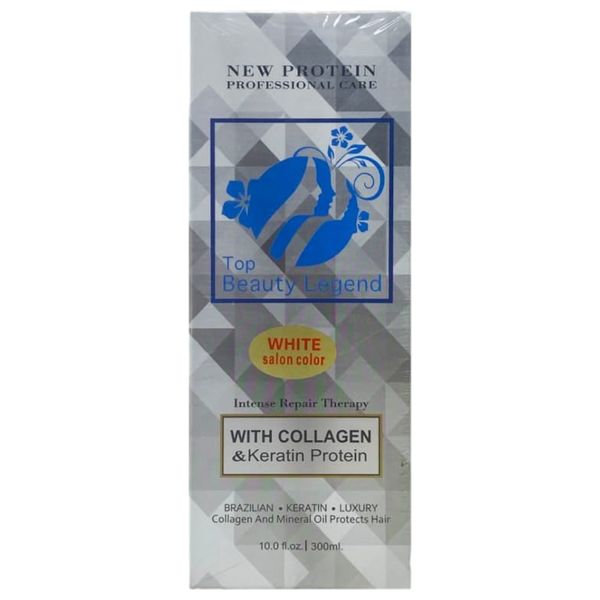 NEW PROTEIN
PROFESSIONAL CARE
Top
Beauty Legend
WHITE
salon color
Intense Repair Therapy
WITH COLLAGEN
& Keratin Protein
BRAZILIAN • KERATIN • LUXURY
Collagen And Mineral Oil Protects Hair
10.0 fl.oz. | 300ml.